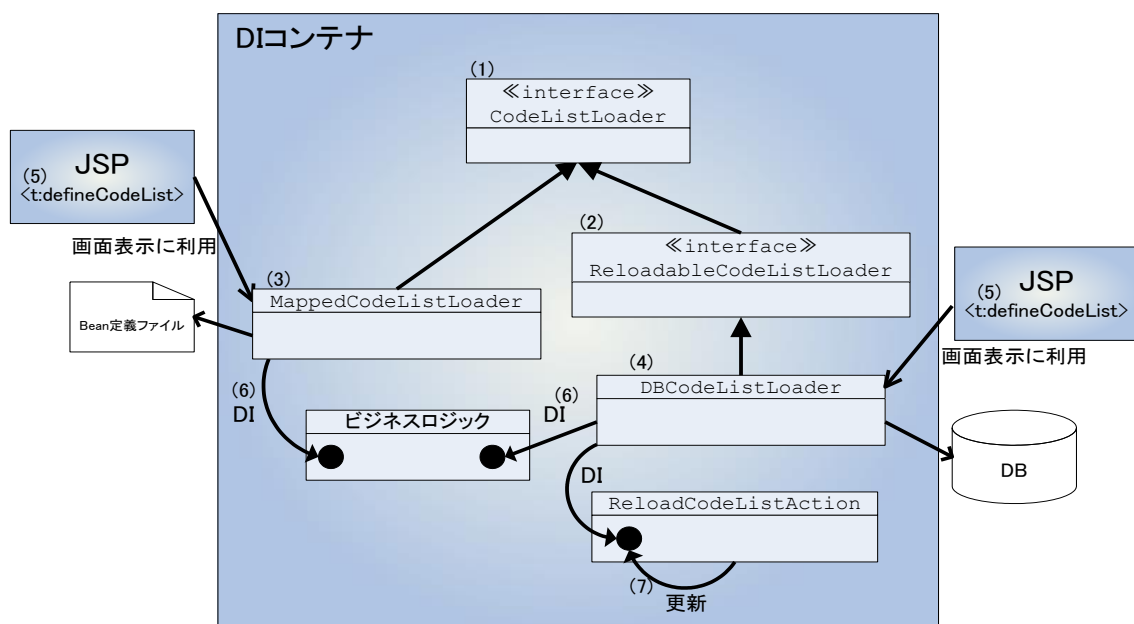 DIコンテナ
(1)
≪interface≫
CodeListLoader
JSP
(5)
<t:defineCodeList>
画面表示に利用
(2)
≪interface≫
ReloadableCodeListLoader
(3)
MappedCodeListLoader
Bean定義ファイル
JSP
(5)
<t:defineCodeList>
画面表示に利用
(4)
DBCodeListLoader
(6)
DI
ビジネスロジック
(6)
DI
DB
DI
ReloadCodeListAction
(7)
更新